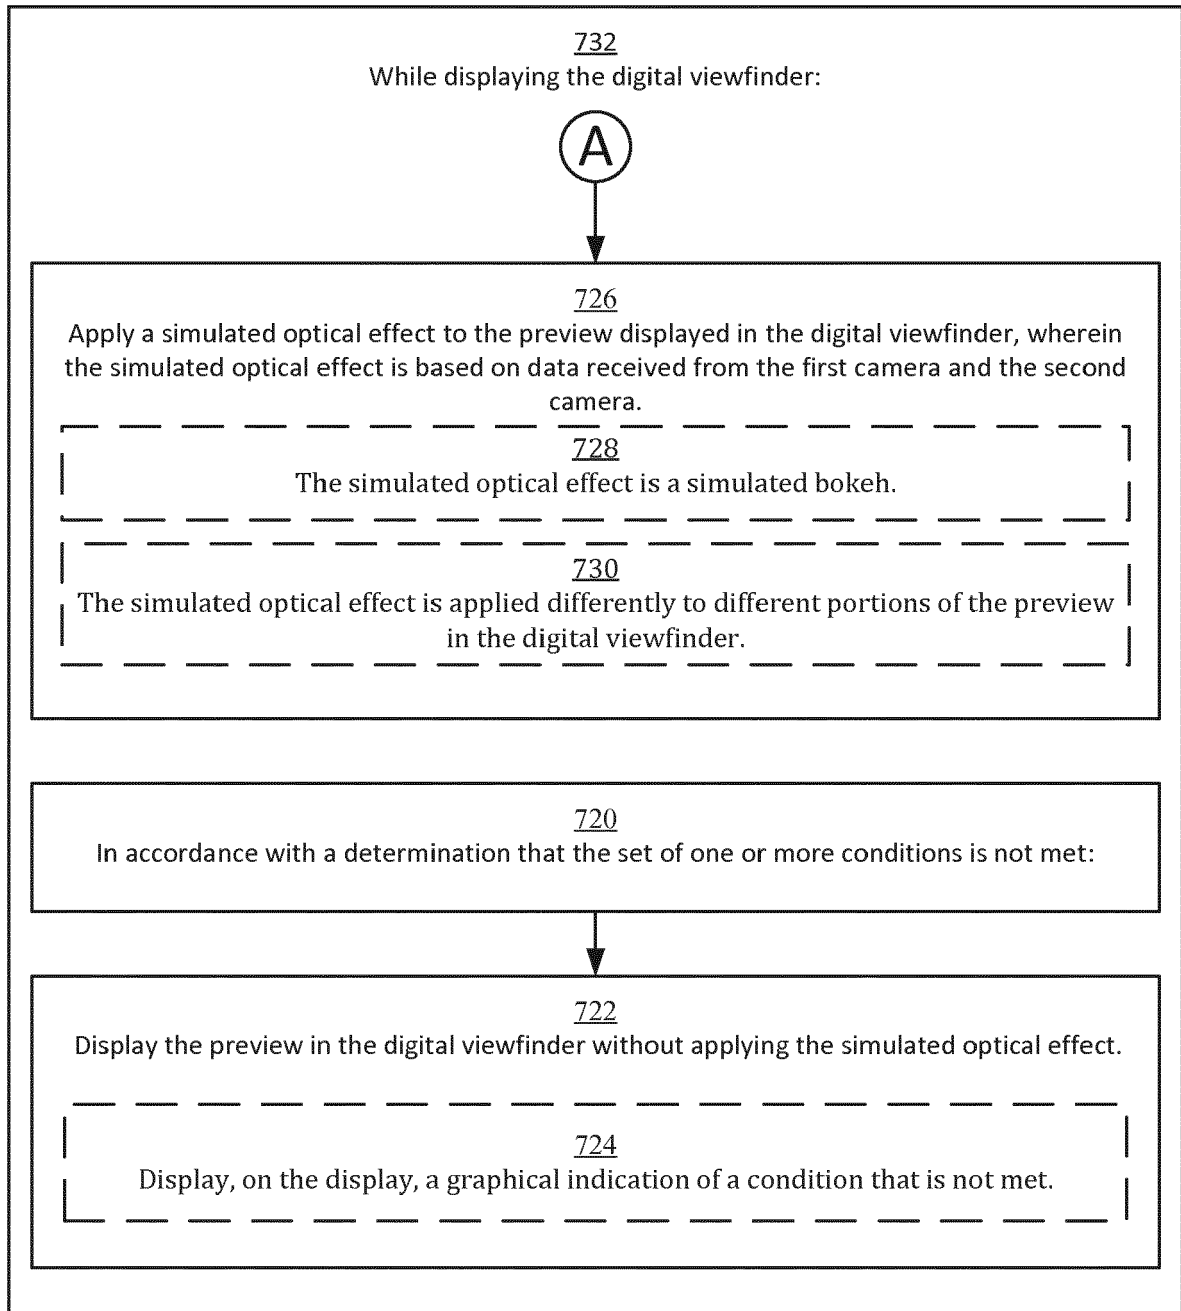 732
While displaying the digital viewfinder:
A
726
Apply a simulated optical effect to the preview displayed in the digital viewfinder, wherein
the simulated optical effect is based on data received from the first camera and the second
camera.
728
The simulated optical effect is a simulated bokeh.
730
The simulated optical effect is applied differently to different portions of the preview
in the digital viewfinder.
720
In accordance with a determination that the set of one or more conditions is not met:
722
Display the preview in the digital viewfinder without applying the simulated optical effect.
724
Display, on the display, a graphical indication of a condition that is not met.